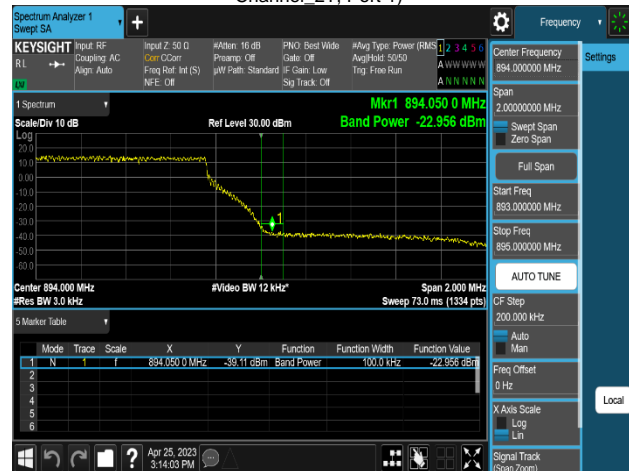 Spectrum Analyzer 1
Swept SA
Frequency
KEYSIGHT
RL
Input: RF
Coupling: AC
Align: Auto
Input Z: 50 Ω
Corr CCorr
Freq Ref: Int (S)
NFE: Off
#Atten: 16 dB
Preamp: Off
µW Path: Standard
PNO: Best Wide
Gate: Off
IF Gain: Low
Sig Track: Off
#Avg Type: Power (RMS
Avg|Hold: 50/50
Trig: Free Run
1 2 3 4 5 6
A W W W W W
A N N N N N
1 Spectrum
Scale/Div 10 dB
Ref Level 30.00 dBm
Mkr1 894.050 0 MHz
Band Power -22.956 dBm
Log
20.0
10.0
0.00
-10.0
-20.0
-30.0
-40.0
-50.0
-60.0
1
Center 894.000 MHz
#Res BW 3.0 kHz
#Video BW 12 kHz*
Span 2.000 MHz
Sweep 73.0 ms (1334 pts)
5 Marker Table
Mode Trace Scale X Y Function Function Width Function Value
1 N 1 f 894.050 0 MHz -39.11 dBm Band Power 100.0 kHz -22.956 dBm
2
3
4
5
6
Apr 25, 2023
3:14:03 PM
Center Frequency
894.000000 MHz
Settings
Span
2.00000000 MHz
Swept Span
Zero Span
Full Span
Start Freq
893.000000 MHz
Stop Freq
895.000000 MHz
AUTO TUNE
CF Step
200.000 kHz
Auto
Man
Freq Offset
0 Hz
X Axis Scale
Log
Lin
Local
Signal Track
(Span Zoom)